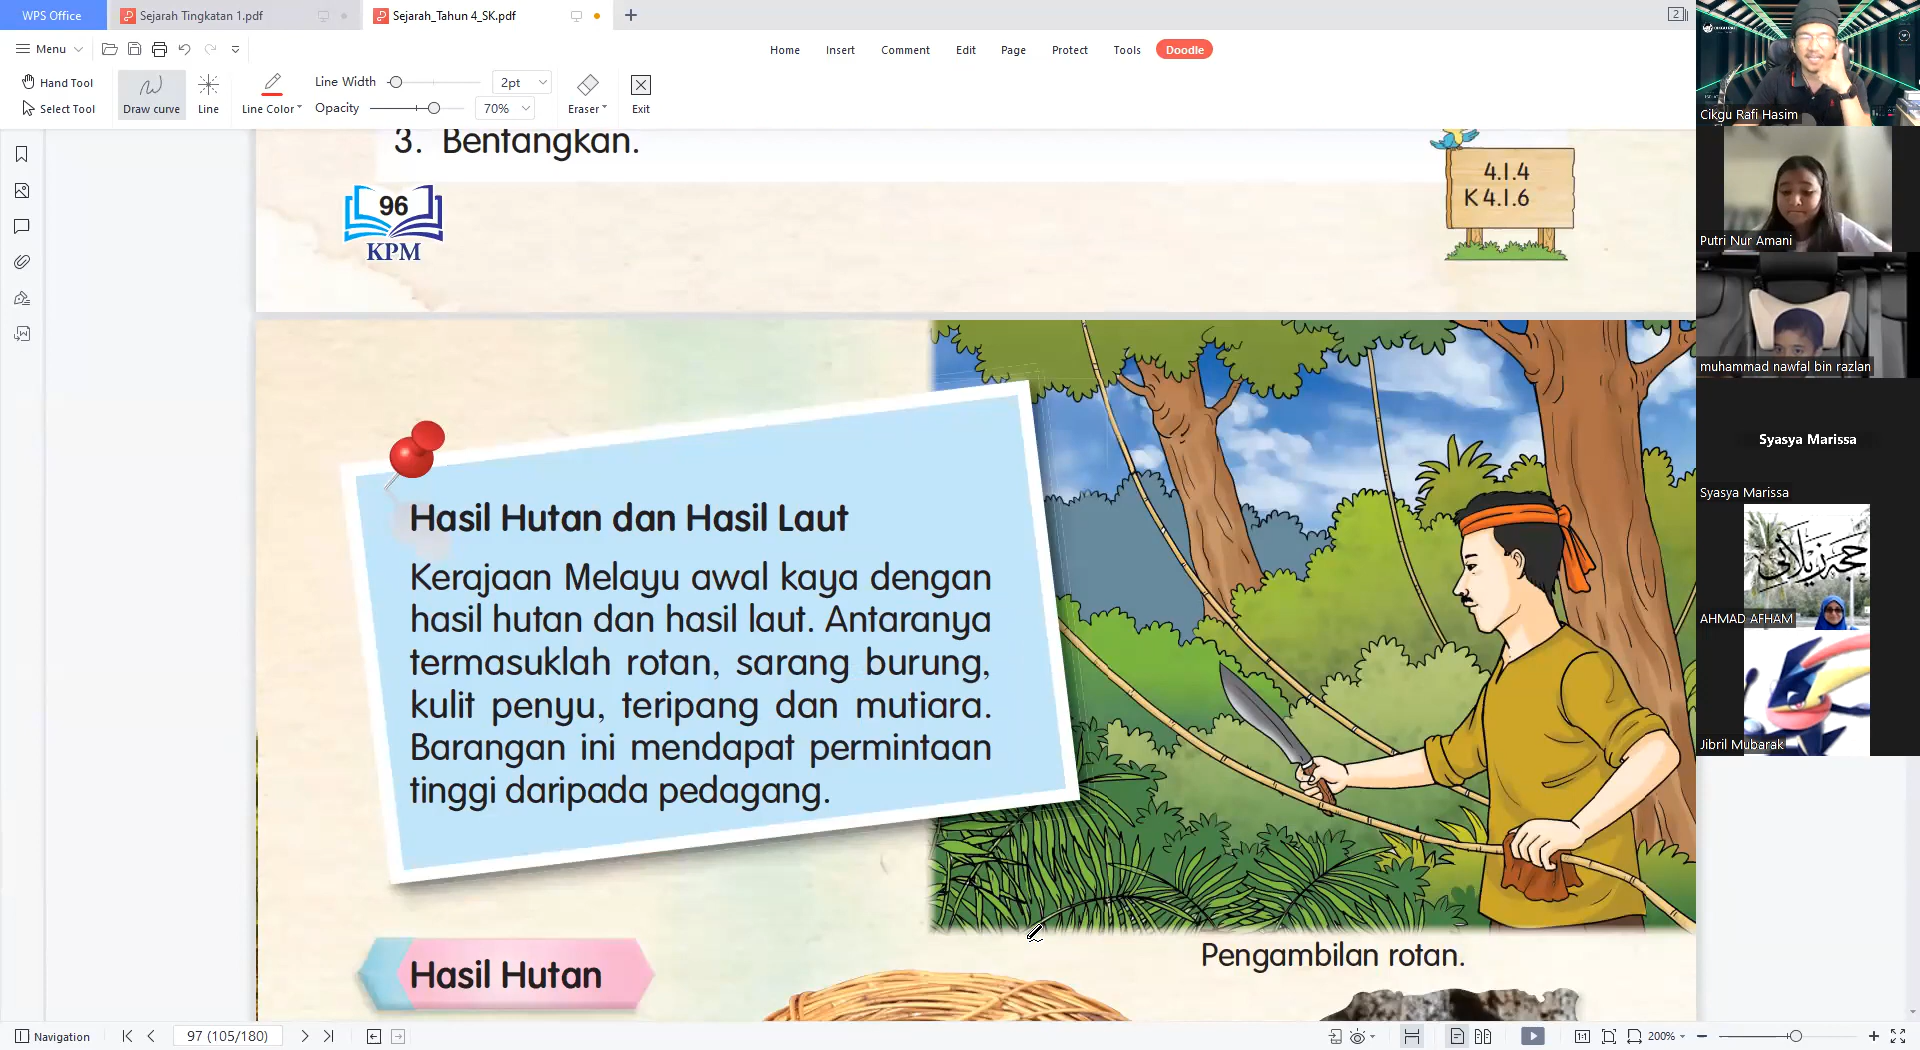 WPS Office
Sejarah Tingkatan 1.pdf
Sejarah_Tahun 4_SK.pdf
2
Menu
Home Insert Comment Edit Page Protect Tools Doodle
Hand Tool
Select Tool
Draw curve
Line
Line Color
Line Width 2pt
Opacity 70%
Eraser
Exit
3. Bentangkan.
96
KPM
4.1.4
K 4.1.6
Hasil Hutan dan Hasil Laut
Kerajaan Melayu awal kaya dengan
hasil hutan dan hasil laut. Antaranya
termasuklah rotan, sarang burung,
kulit penyu, teripang dan mutiara.
Barangan ini mendapat permintaan
tinggi daripada pedagang.
Pengambilan rotan.
Hasil Hutan
Cikgu Rafi Hasim
Putri Nur Amani
muhammad nawfal bin razlan
Syasya Marissa
Syasya Marissa
AHMAD AFHAM
Jibril Mubarak
Navigation
97 (105/180)
1:1
200%